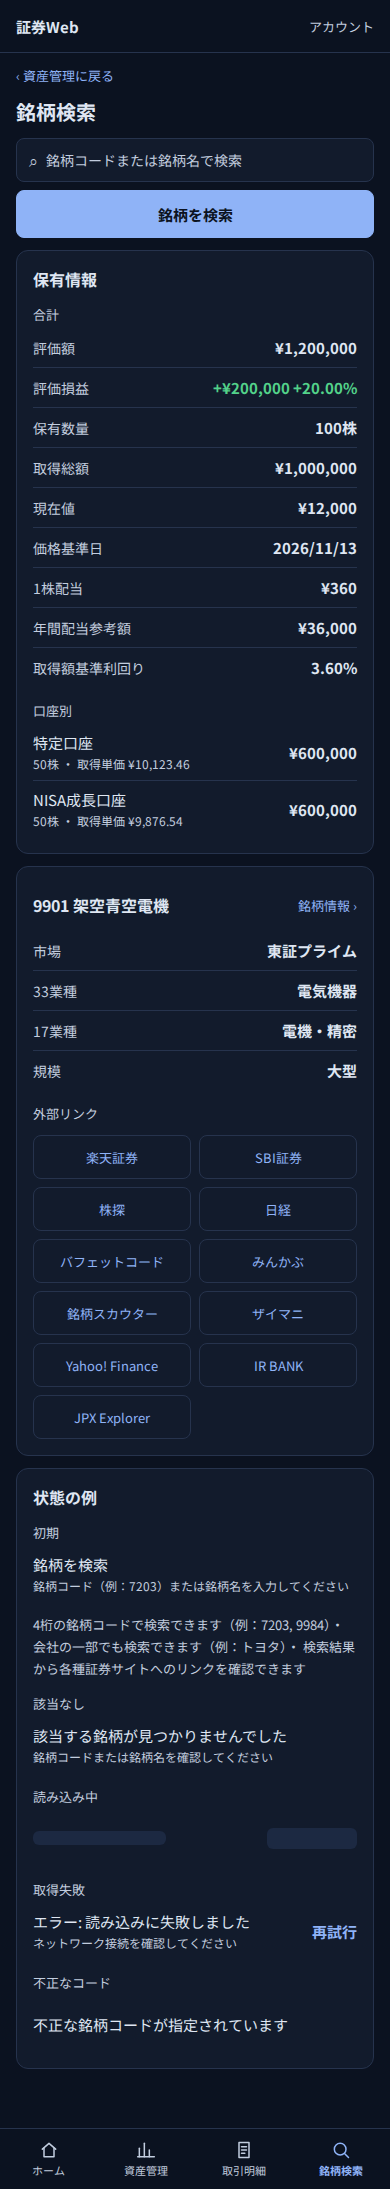 証券Web アカウント
‹ 資産管理に戻る
銘柄検索
銘柄コードまたは銘柄名で検索
銘柄を検索
保有情報
合計
評価額 ¥1,200,000
評価損益 +¥200,000 +20.00%
保有数量 100株
取得総額 ¥1,000,000
現在値 ¥12,000
価格基準日 2026/11/13
1株配当 ¥360
年間配当参考額 ¥36,000
取得額基準利回り 3.60%
口座別
特定口座 ¥600,000
50株 ・ 取得単価 ¥10,123.46
NISA成長口座 ¥600,000
50株 ・ 取得単価 ¥9,876.54
9901 架空青空電機 銘柄情報 ›
市場 東証プライム
33業種 電気機器
17業種 電機・精密
規模 大型
外部リンク
楽天証券 SBI証券
株探 日経
バフェットコード みんかぶ
銘柄スカウター ザイマニ
Yahoo! Finance IR BANK
JPX Explorer
状態の例
初期
銘柄を検索
銘柄コード（例：7203）または銘柄名を入力してください
4桁の銘柄コードで検索できます（例：7203, 9984）・
会社の一部でも検索できます（例：トヨタ）・ 検索結果
から各種証券サイトへのリンクを確認できます
該当なし
該当する銘柄が見つかりませんでした
銘柄コードまたは銘柄名を確認してください
読み込み中
取得失敗
エラー: 読み込みに失敗しました 再試行
ネットワーク接続を確認してください
不正なコード
不正な銘柄コードが指定されています
ホーム 資産管理 取引明細 銘柄検索